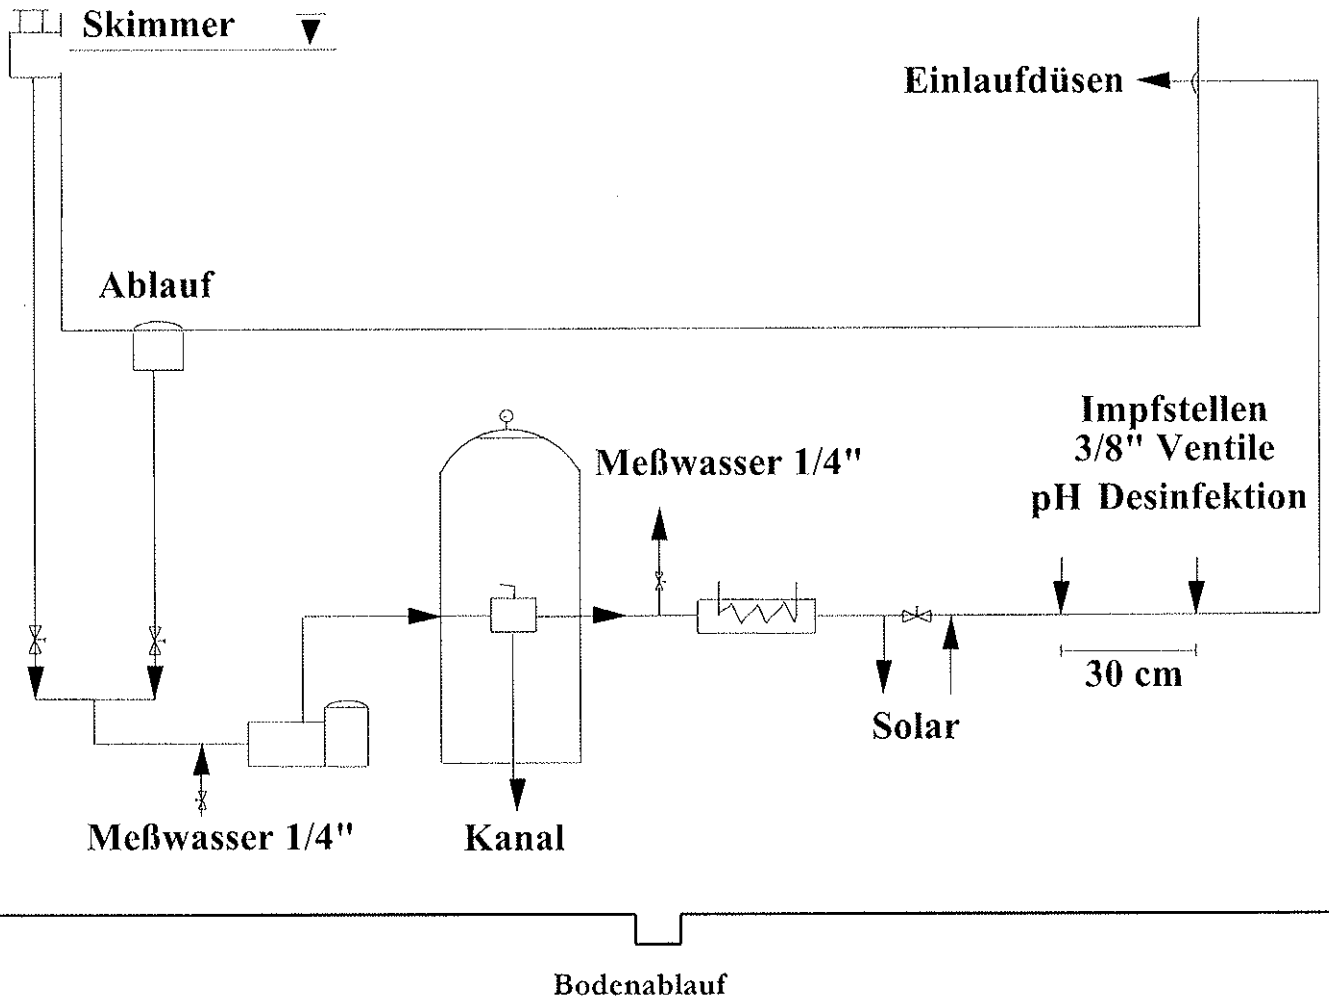 Skimmer
Einlaufdüsen
Ablauf
Impfstellen
3/8" Ventile
pH Desinfektion
Meßwasser 1/4"
30 cm
Solar
Meßwasser 1/4"
Kanal
Bodenablauf